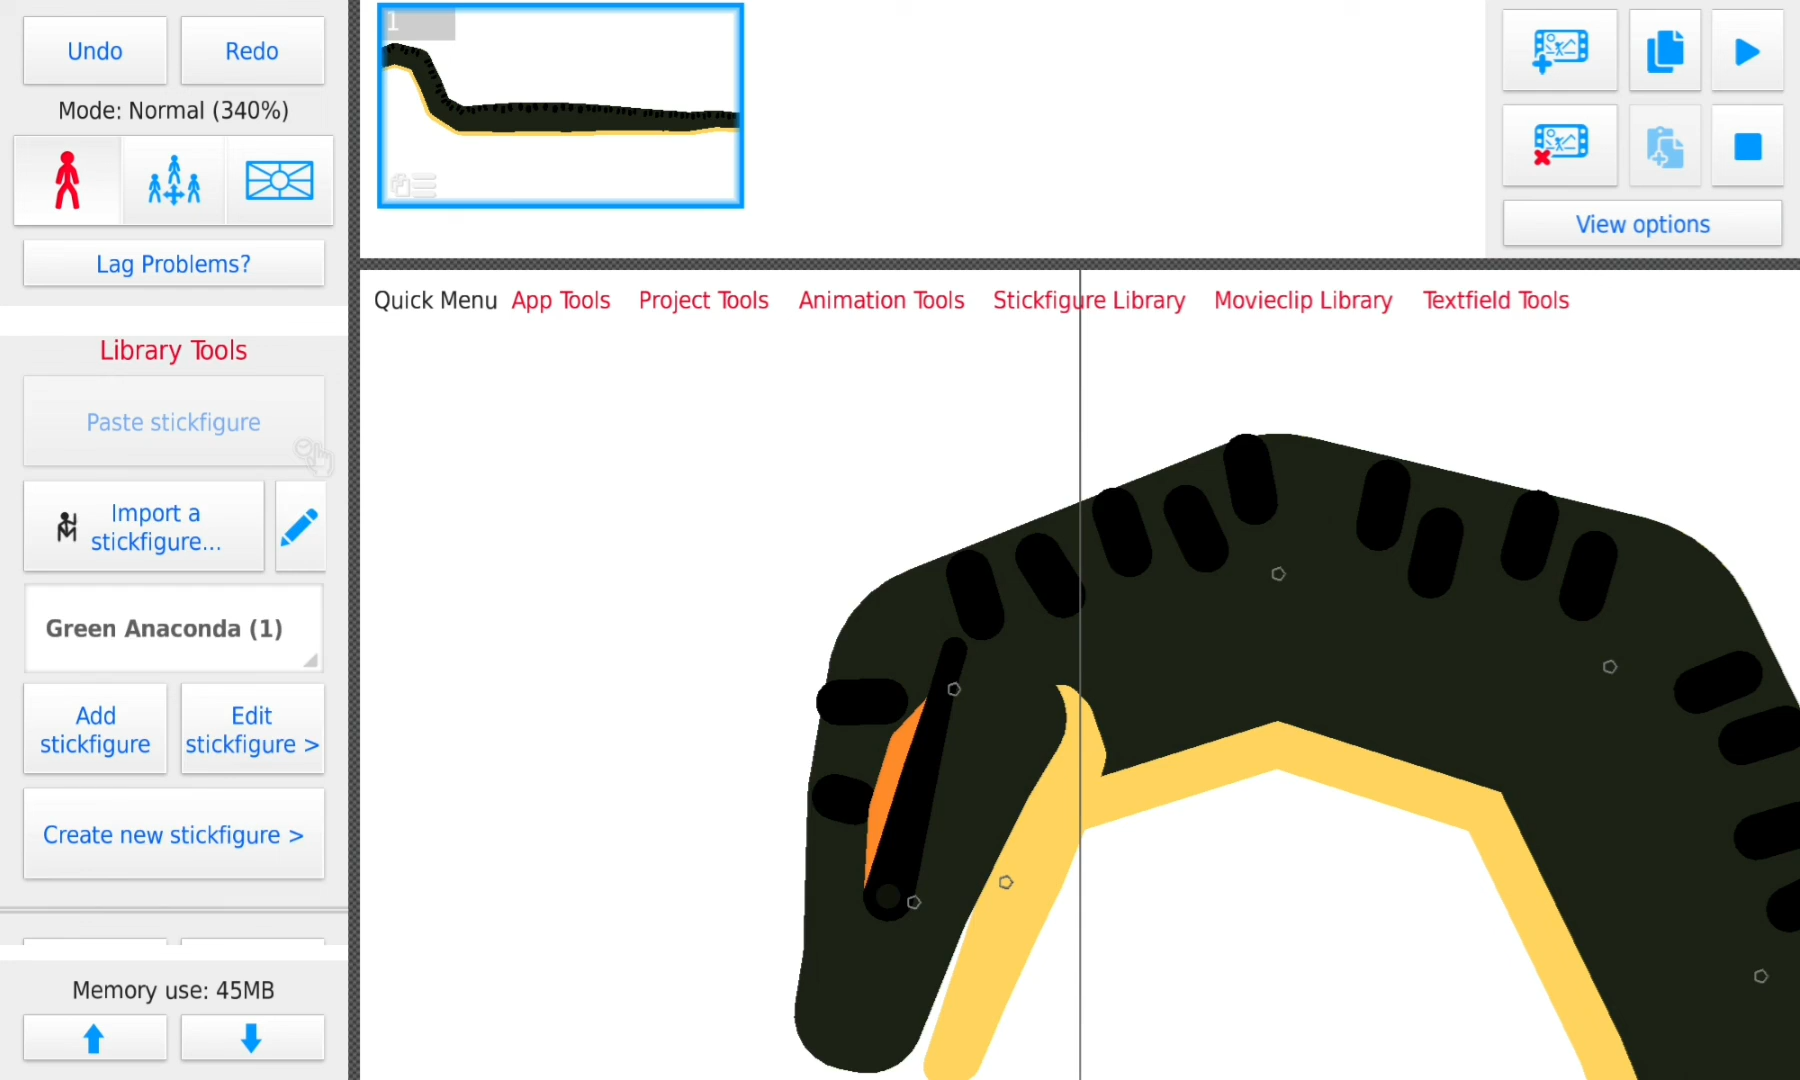 Undo
Redo
Mode: Normal (340%)
Lag Problems?
Library Tools
Paste stickfigure
Import a
stickfigure...
Green Anaconda (1)
Add
stickfigure
Edit
stickfigure >
Create new stickfigure >
Memory use: 45MB
1
View options
Quick Menu
App Tools
Project Tools
Animation Tools
Stickfigure Library
Movieclip Library
Textfield Tools